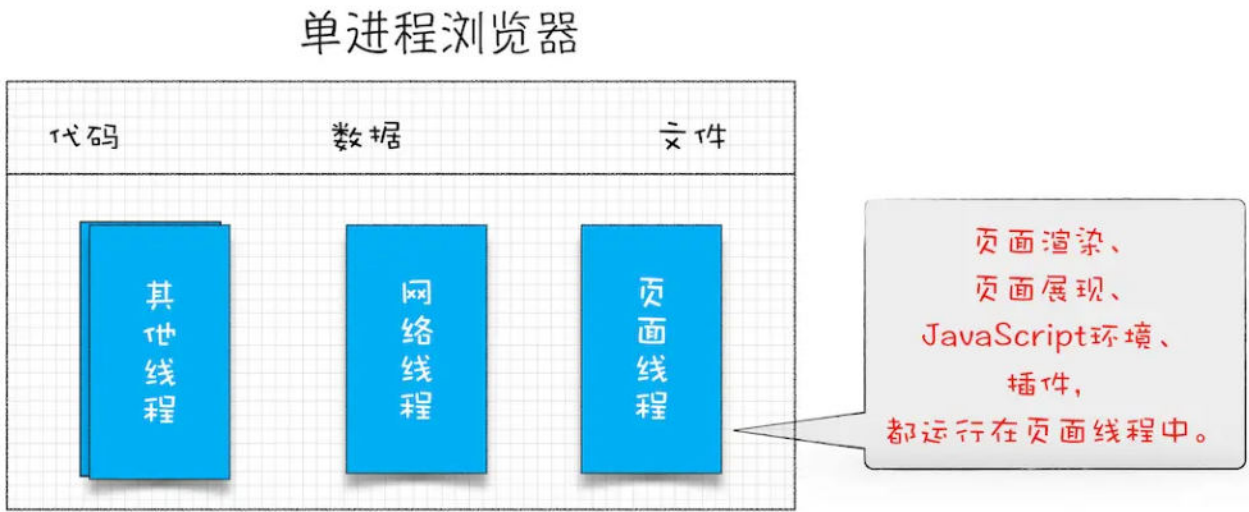 单进程浏览器
代码 数据 文件
其他线程
网络线程
页面线程
页面渲染、
页面展现、
JavaScript环境、
插件,
都运行在页面线程中。